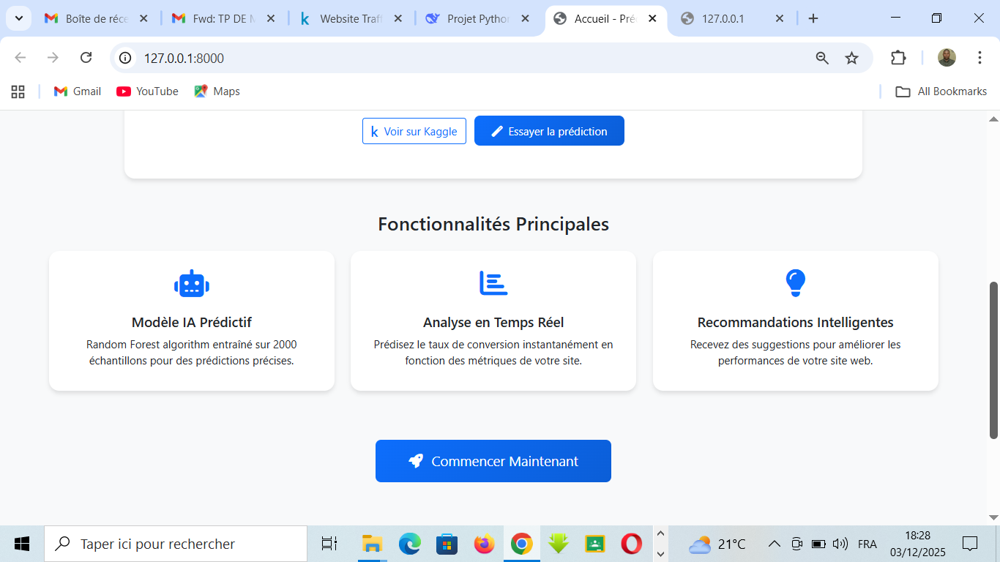 Boîte de réce
Fwd: TP DE M
Website Traff
Projet Python
Accueil - Pré
127.0.0.1
127.0.0.1:8000
Gmail
YouTube
Maps
All Bookmarks
k Voir sur Kaggle
Essayer la prédiction
Fonctionnalités Principales
Modèle IA Prédictif
Random Forest algorithm entraîné sur 2000
échantillons pour des prédictions précises.
Analyse en Temps Réel
Prédisez le taux de conversion instantanément en
fonction des métriques de votre site.
Recommandations Intelligentes
Recevez des suggestions pour améliorer les
performances de votre site web.
Commencer Maintenant
Taper ici pour rechercher
21°C
FRA
18:28
03/12/2025